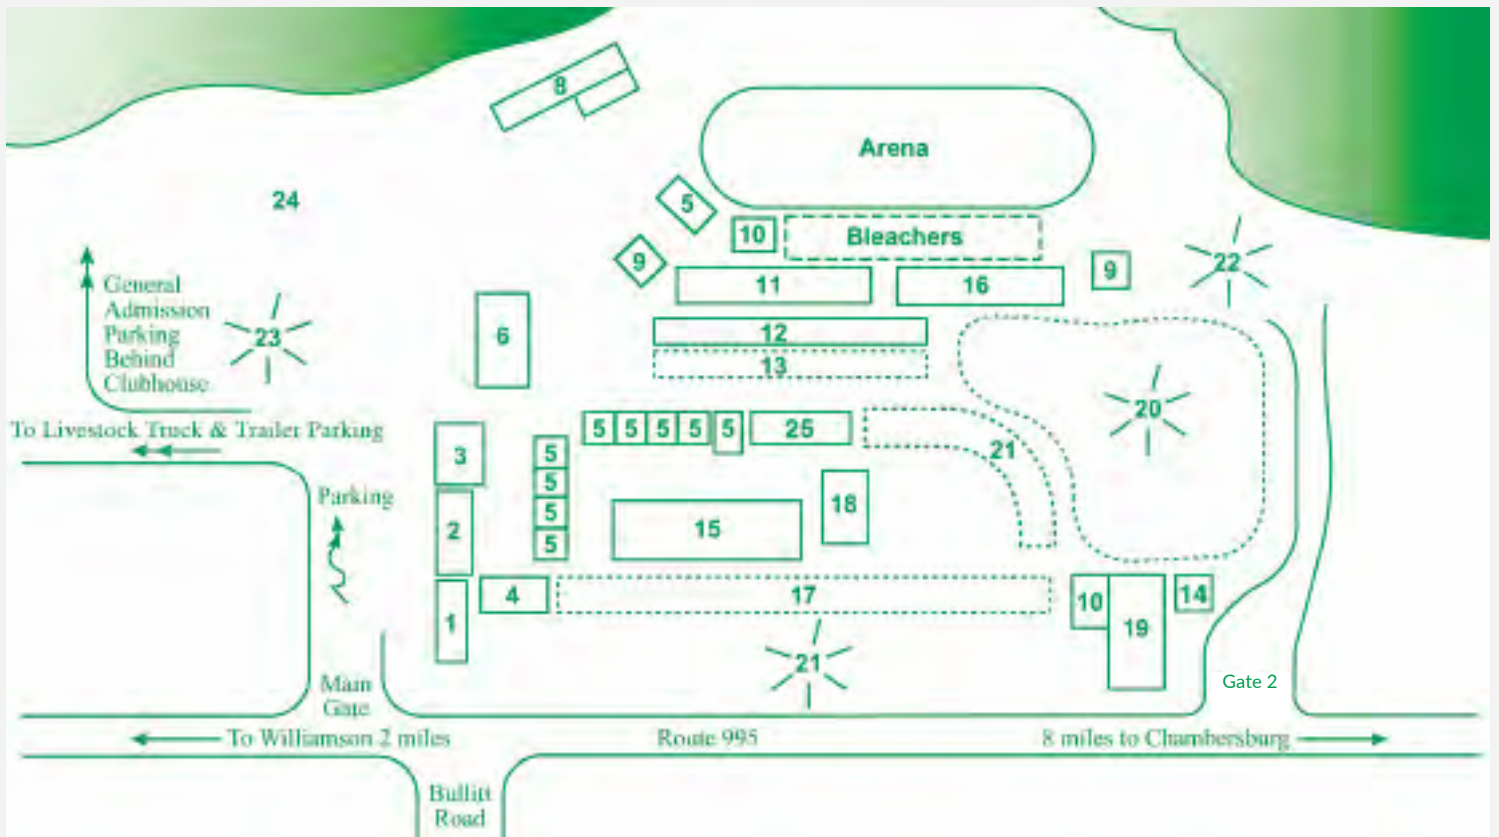 8
Arena
24
5
10
Bleachers
9
9
22
11
16
General
Admission
Parking
Behind
Clubhouse
23
6
12
13
20
To Livestock Truck & Trailer Parking
3
5
5
5
5
5
25
21
5
5
5
5
Parking
2
15
18
4
17
10
14
1
19
21
Main
Gate
Gate 2
To Williamson 2 miles
Route 995
8 miles to Chambersburg
Bullitt
Road